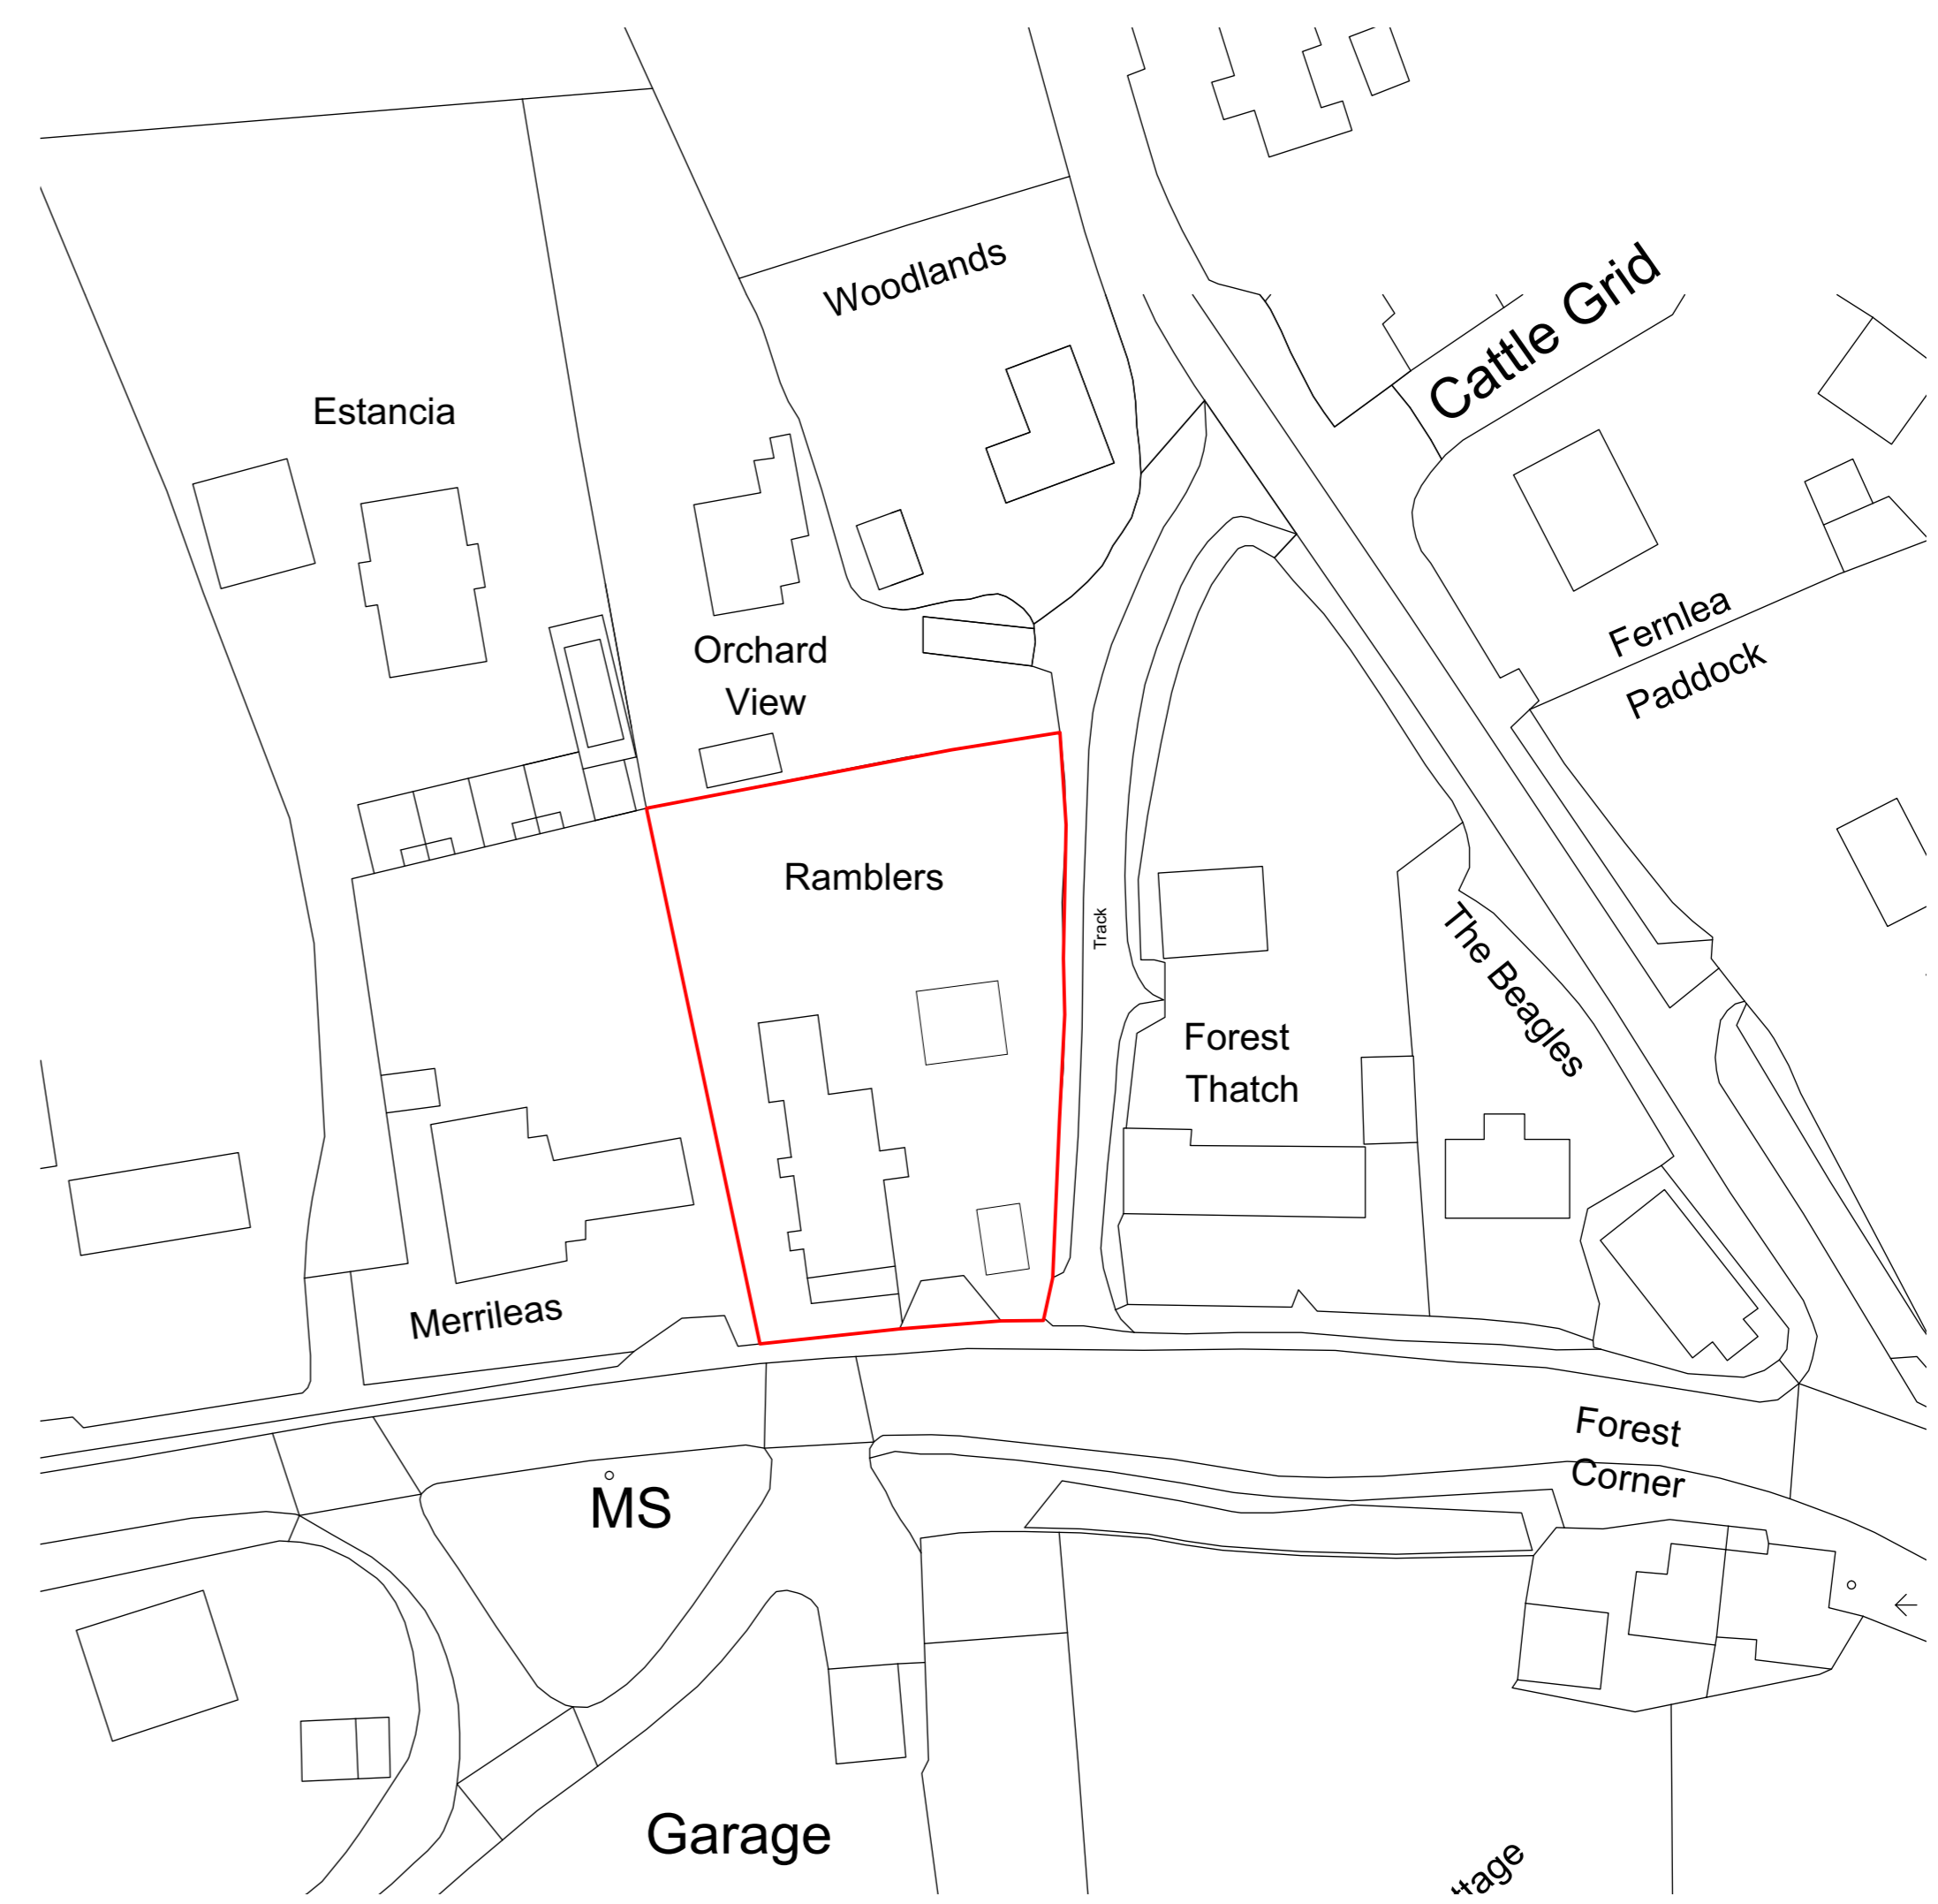 Woodlands
Cattle Grid
Estancia
Fernlea
Orchard
View
Paddock
Ramblers
Track
The Beagles
Forest
Thatch
Merrileas
Forest
Corner
MS
Garage